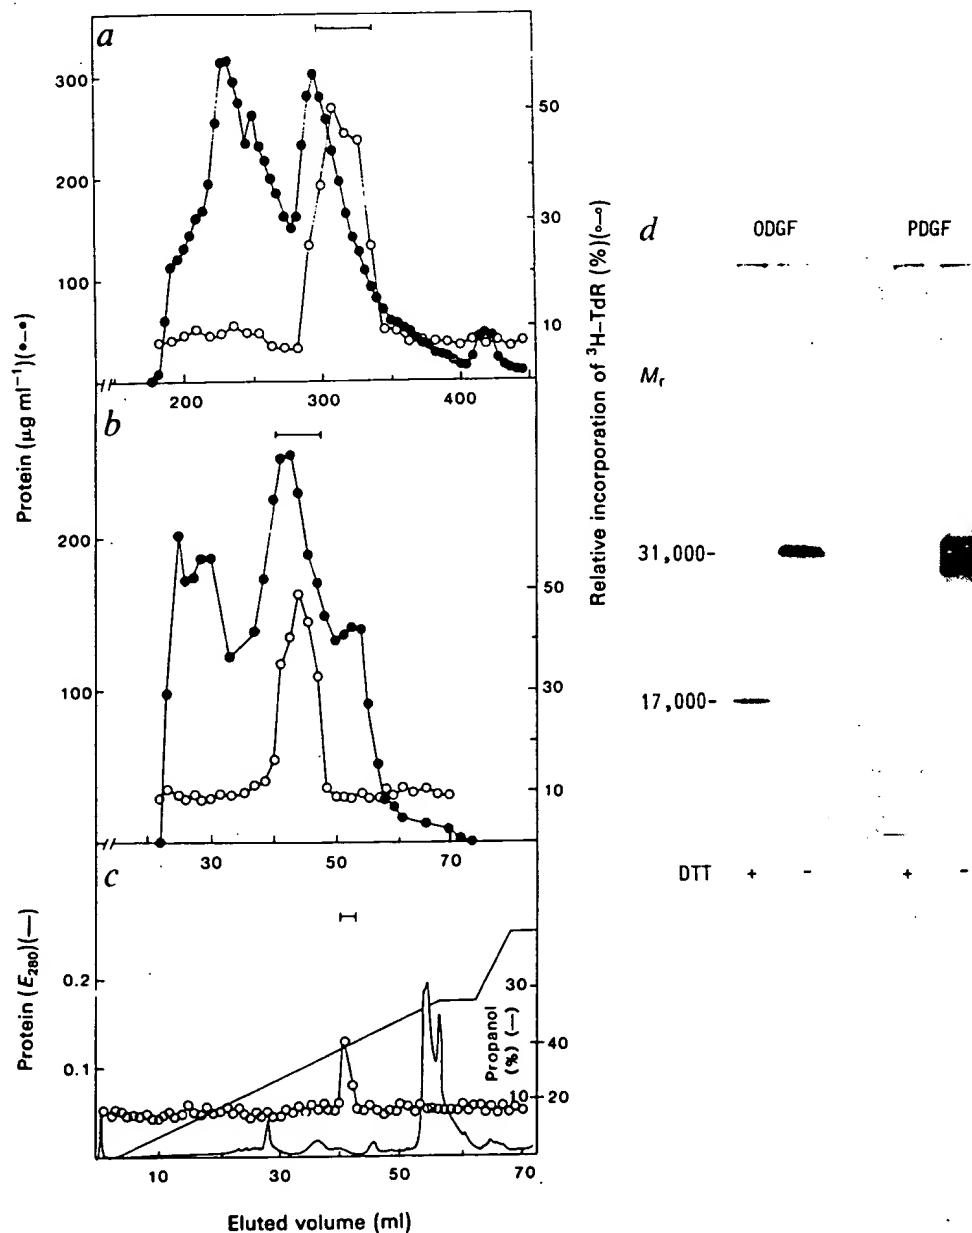 a
300
200
100
50
30
10
200
300
400
Protein (μg ml⁻¹)(●–●)
Relative incorporation of ³H–TdR (%)(o–o)
b
200
100
50
30
10
30
50
70
c
Protein (E₂₈₀)(—)
0.2
0.1
Propanol
(%) (—)
30
10
40
20
10
30
50
70
Eluted volume (ml)
d
ODGF
PDGF
Mᵣ
31,000-
17,000-
DTT
+
-
+
-